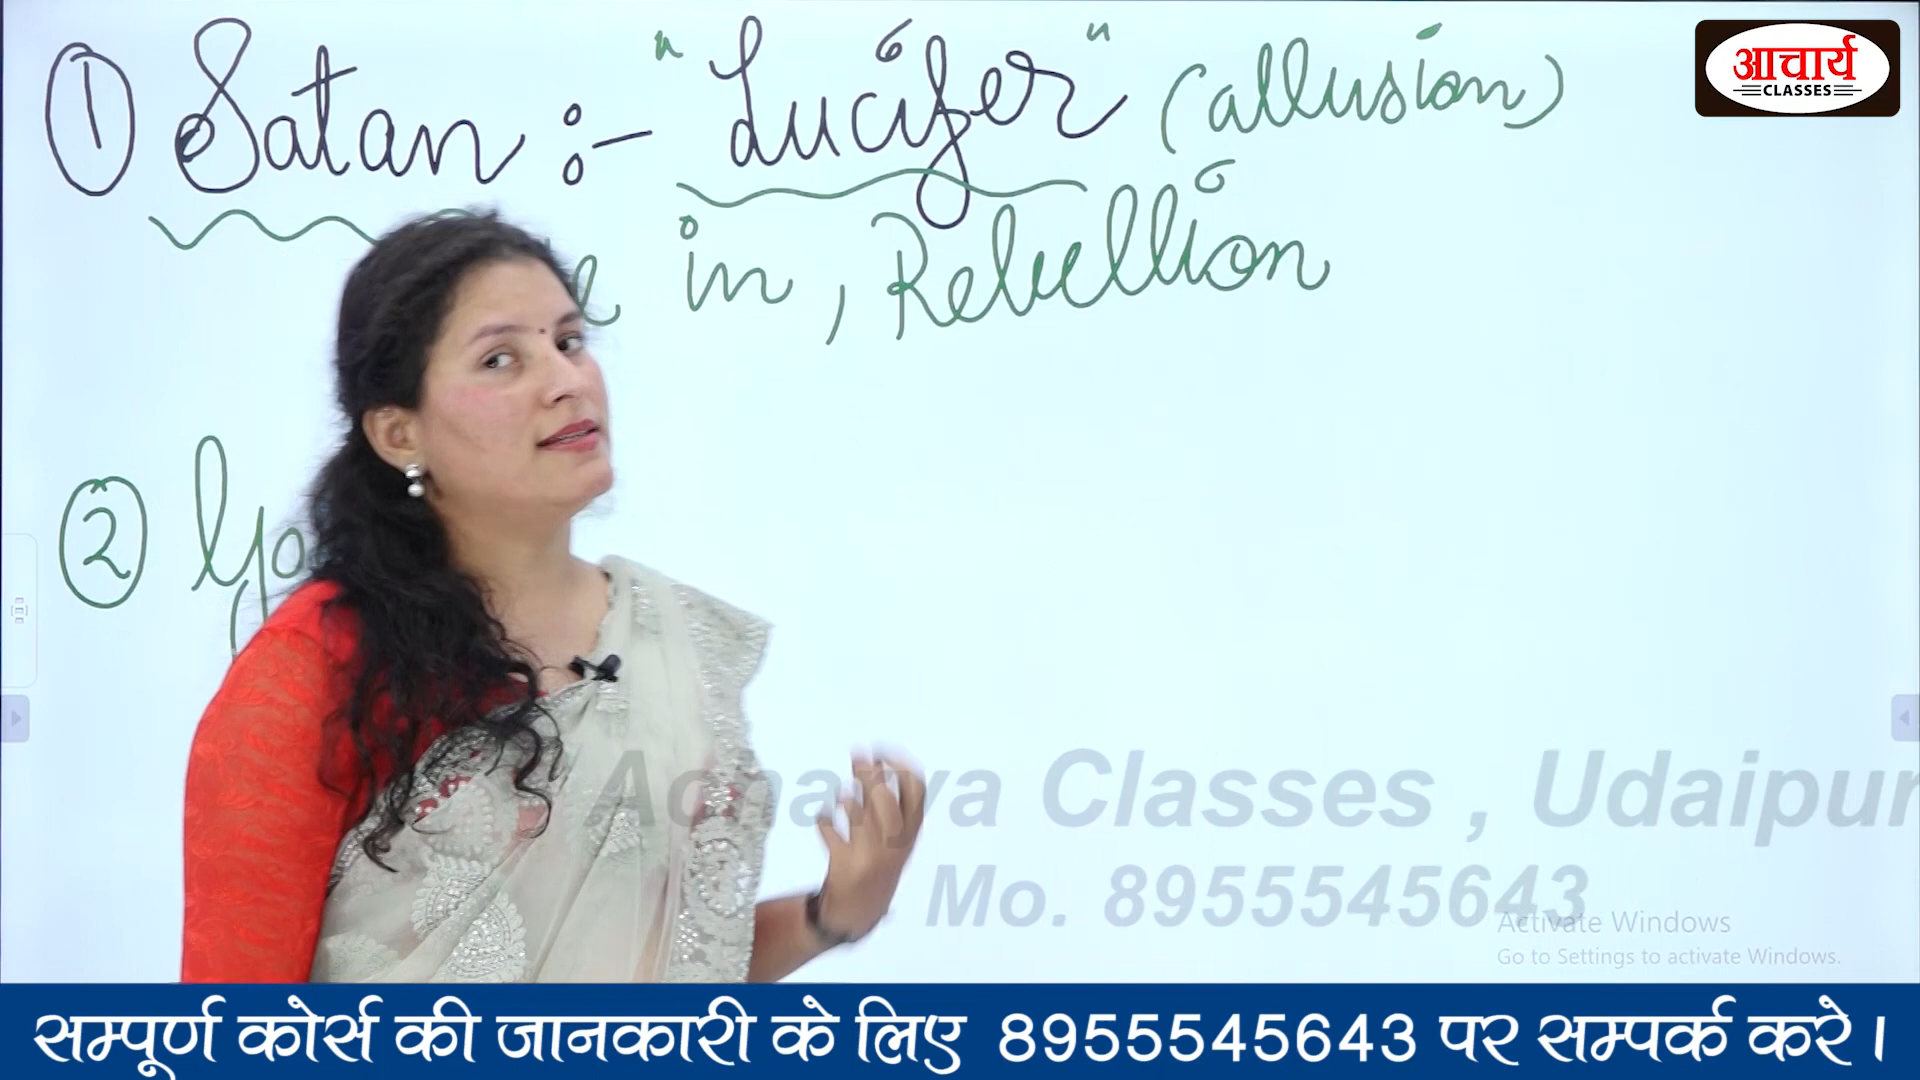 ① Satan :- "Lucifer" (allusion)
आचार्य
CLASSES
in, Rebellion
②
Acharya Classes, Udaipur
Mo. 8955545643
Activate Windows
Go to Settings to activate Windows.
सम्पूर्ण कोर्स की जानकारी के लिए 8955545643 पर सम्पर्क करे।